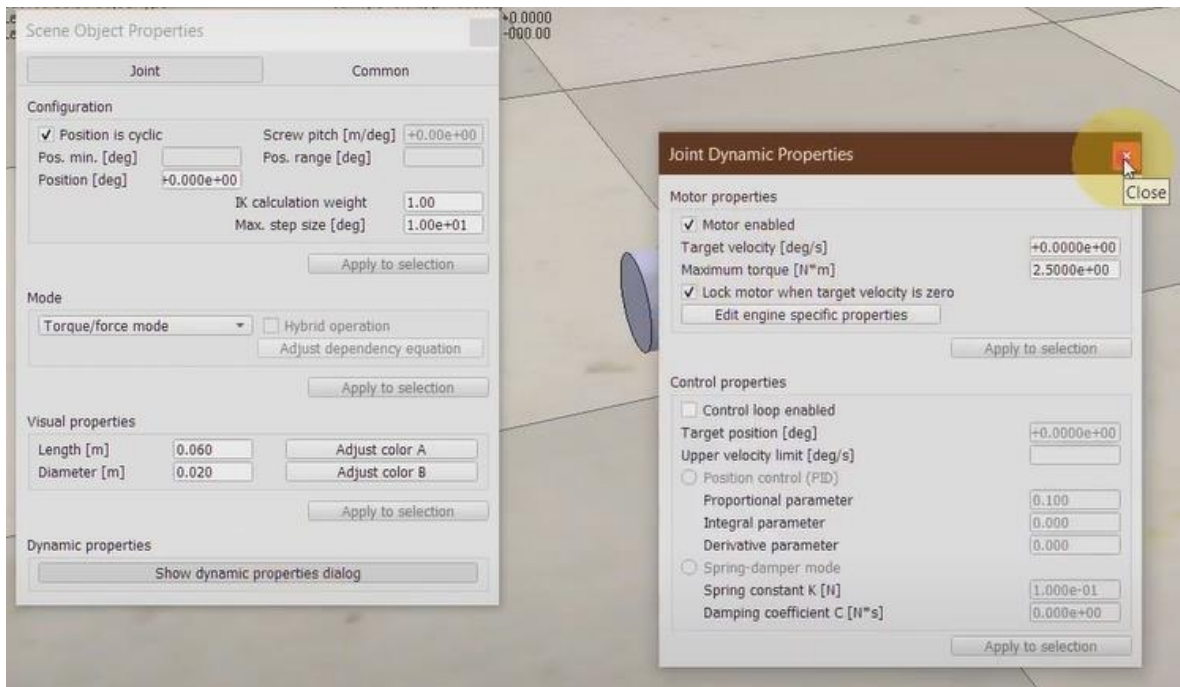 +0.0000
-000.00
Scene Object Properties
Joint Common
Configuration
Position is cyclic Screw pitch [m/deg] +0.00e+00
Pos. min. [deg] Pos. range [deg]
Position [deg] +0.000e+00
IK calculation weight 1.00
Max. step size [deg] 1.00e+01
Apply to selection
Mode
Torque/force mode Hybrid operation
Adjust dependency equation
Apply to selection
Visual properties
Length [m] 0.060 Adjust color A
Diameter [m] 0.020 Adjust color B
Apply to selection
Dynamic properties
Show dynamic properties dialog
Joint Dynamic Properties
Close
Motor properties
Motor enabled
Target velocity [deg/s] +0.0000e+00
Maximum torque [N*m] 2.5000e+00
Lock motor when target velocity is zero
Edit engine specific properties
Apply to selection
Control properties
Control loop enabled
Target position [deg] +0.0000e+00
Upper velocity limit [deg/s]
Position control (PID)
Proportional parameter 0.100
Integral parameter 0.000
Derivative parameter 0.000
Spring-damper mode
Spring constant K [N] 1.000e-01
Damping coefficient C [N*s] 0.000e+00
Apply to selection